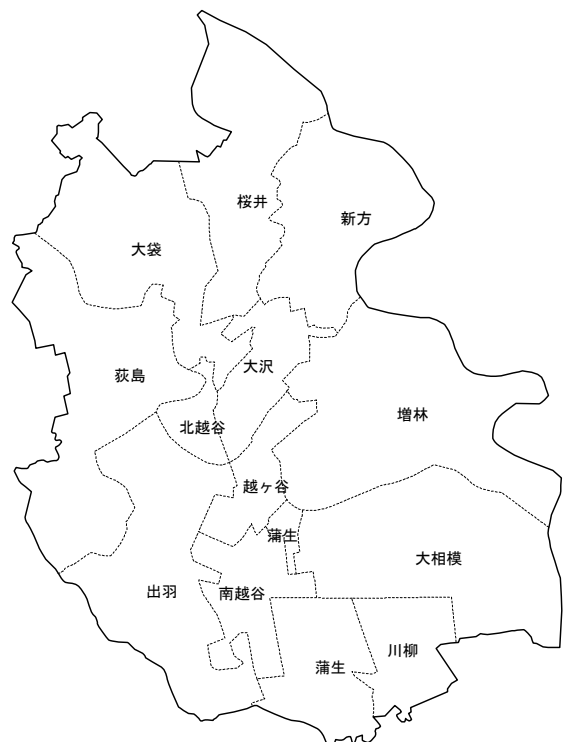 桜井
新方
大袋
大沢
荻島
増林
北越谷
越ヶ谷
蒲生
大相模
出羽
南越谷
川柳
蒲生